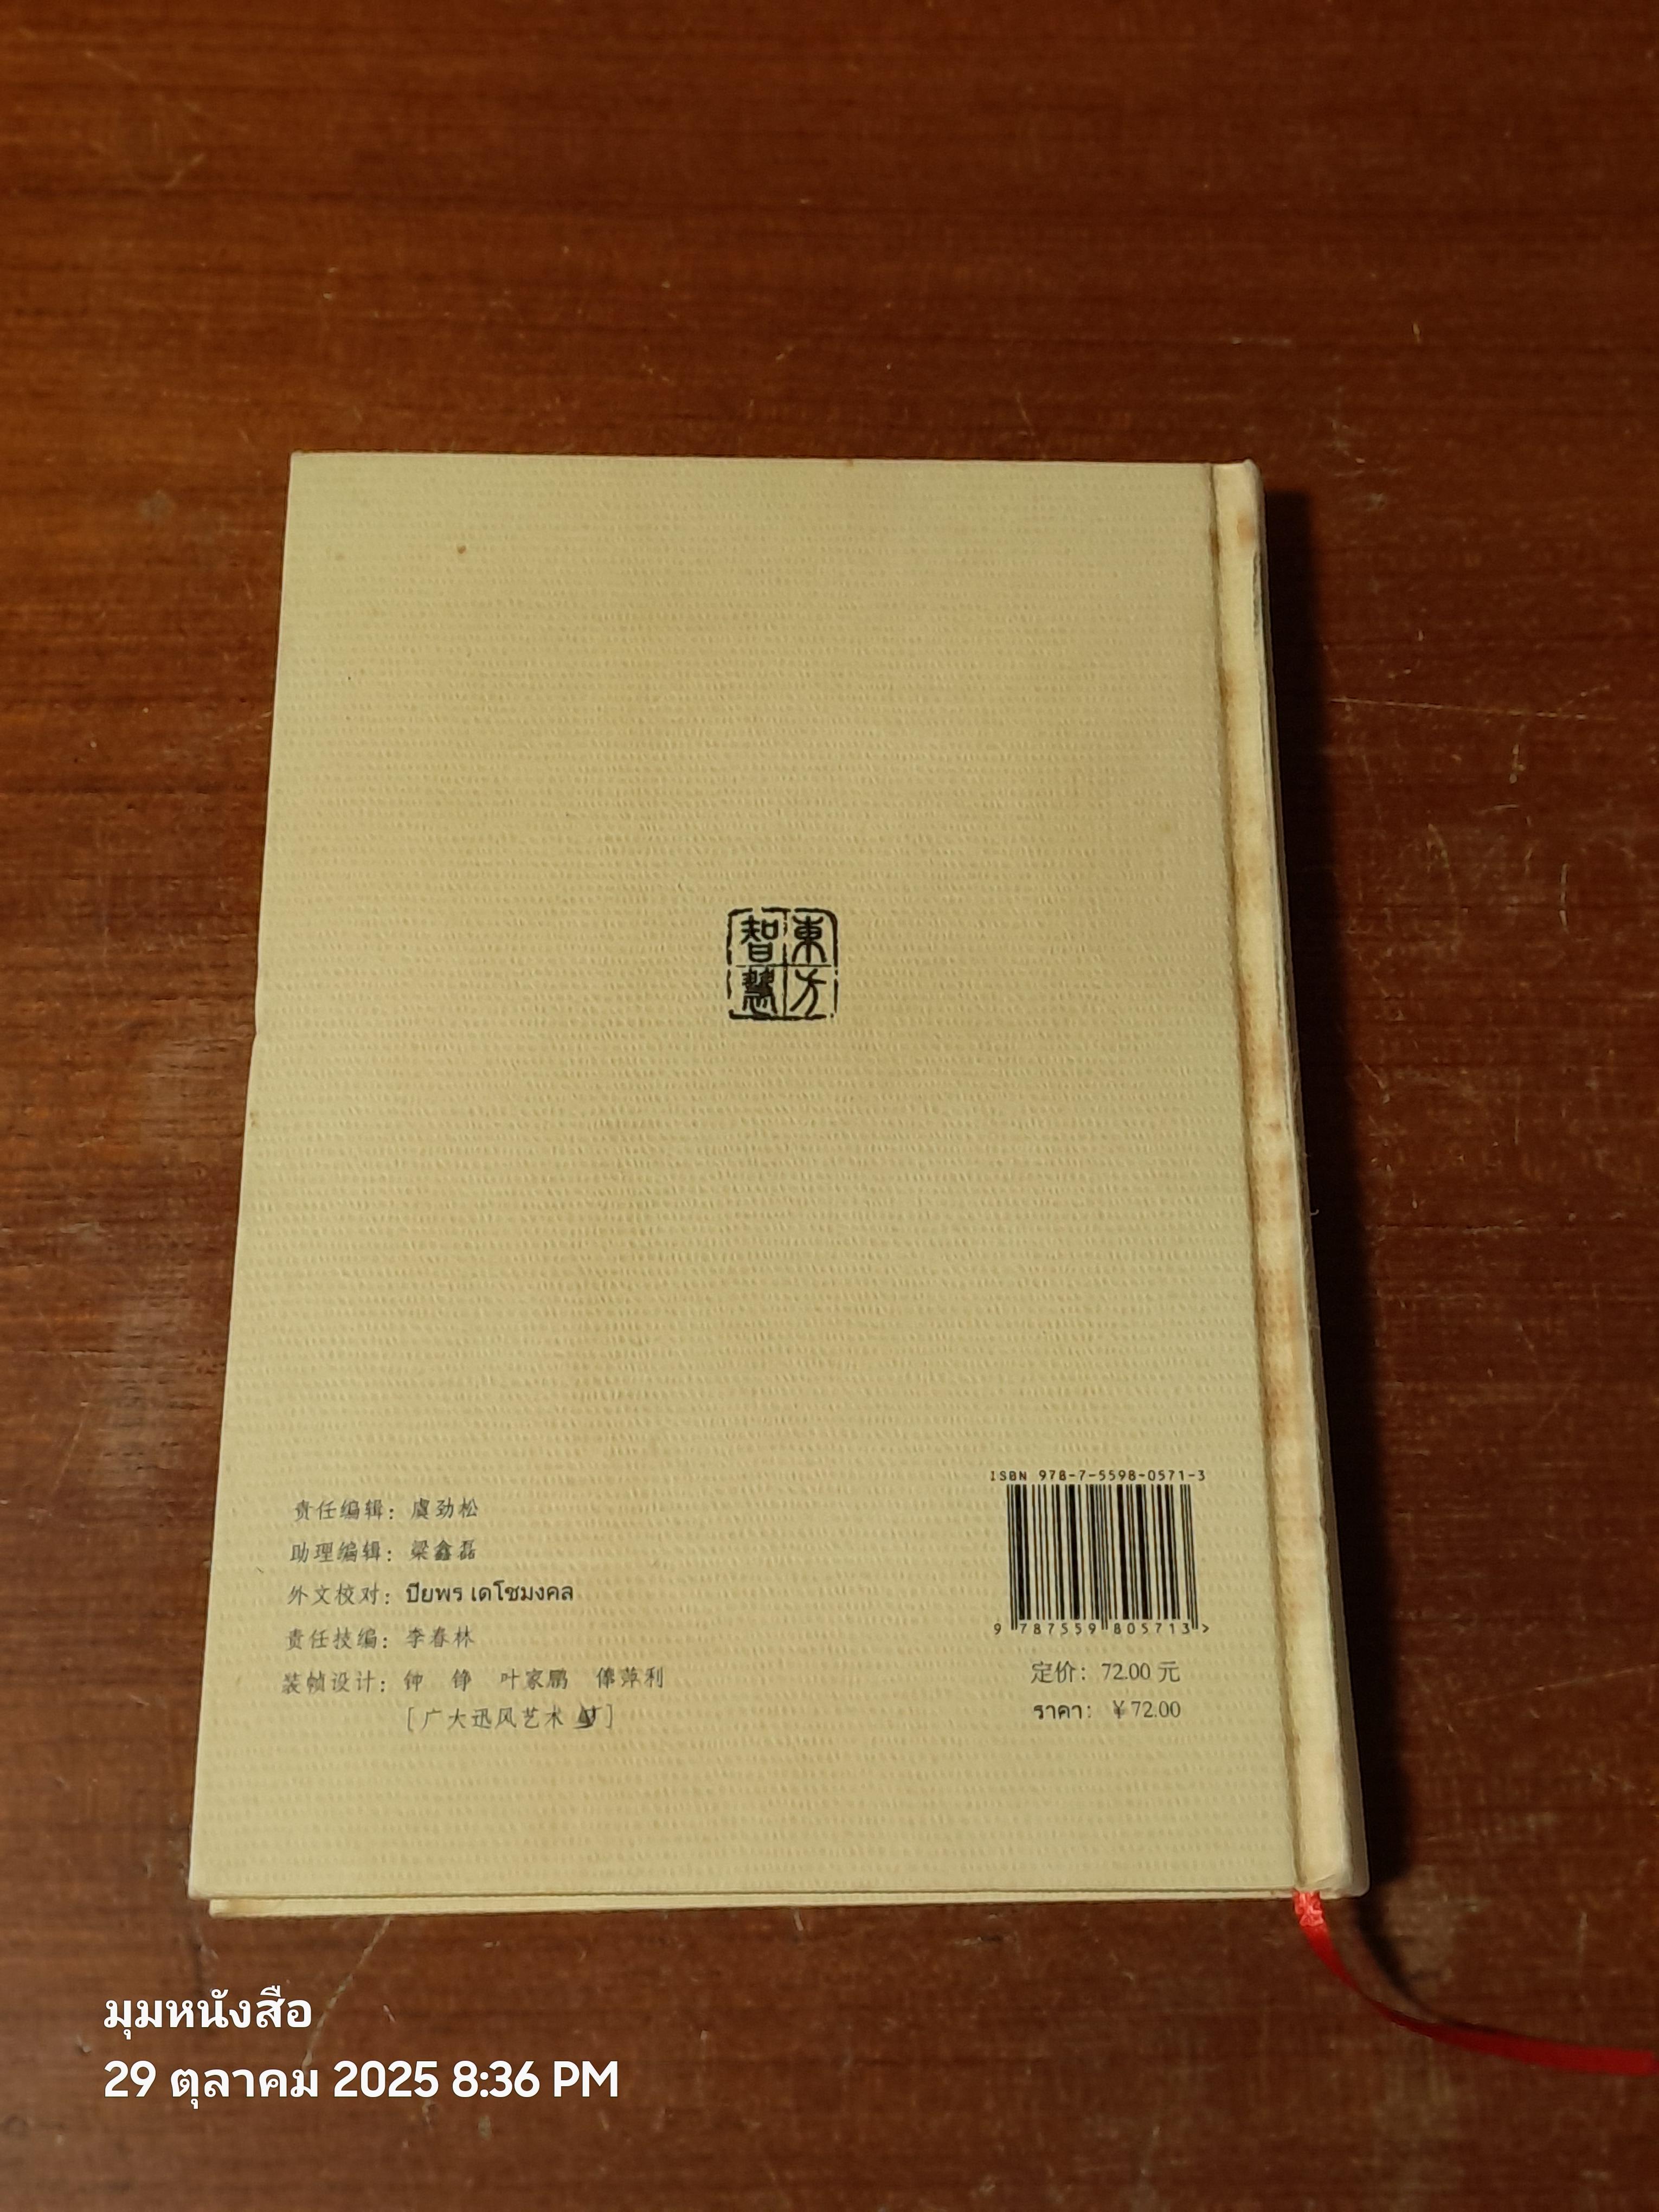 東方
智慧
责任编辑：虞劲松
助理编辑：梁鑫磊
外文校对：ปิยพร เดโชมงคล
责任技编：李春林
装帧设计：钟 铮 叶家鹏 俸萍利
[广大迅风艺术]
ISBN 978-7-5598-0571-3
9 787559 805713 >
定价：72.00 元
ราคา： ¥ 72.00
มุมหนังสือ
29 ตุลาคม 2025 8:36 PM